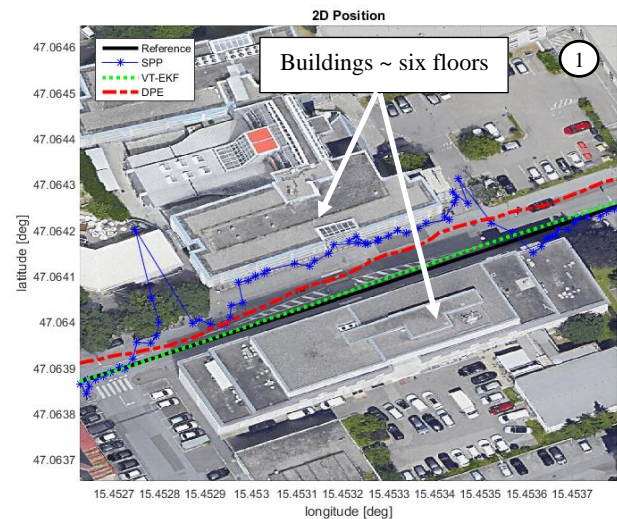 2D Position
47.0646
47.0645
47.0644
47.0643
47.0642
47.0641
47.064
47.0639
47.0638
47.0637
latitude [deg]
Reference
SPP
VT-EKF
DPE
Buildings ~ six floors
1
15.4527 15.4528 15.4529 15.453 15.4531 15.4532 15.4533 15.4534 15.4535 15.4536 15.4537
longitude [deg]